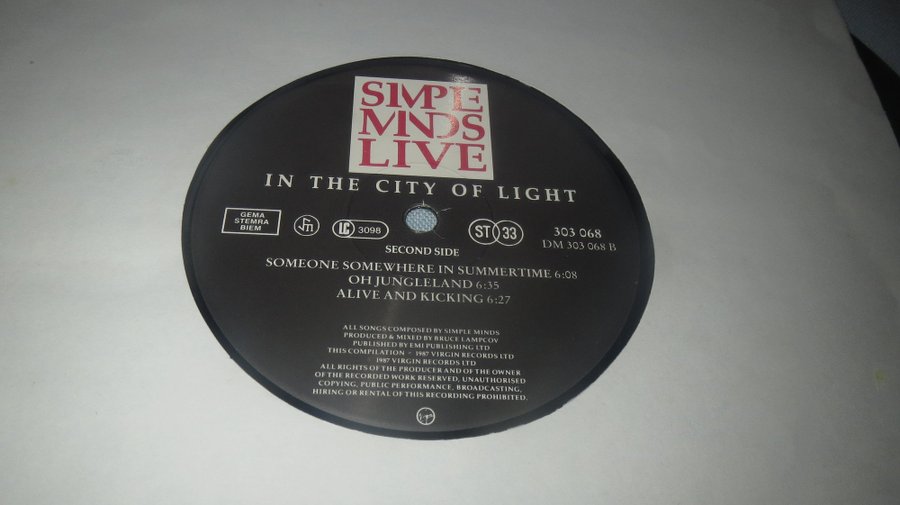 SIMPLE
MINDS
LIVE
IN THE CITY OF LIGHT
GEMA
STEMRA
BIEM
LC 3098
ST 33
303 068
DM 303 068 B
SECOND SIDE
SOMEONE SOMEWHERE IN SUMMERTIME 6:08
OH JUNGLELAND 6:35
ALIVE AND KICKING 6:27
ALL SONGS COMPOSED BY SIMPLE MINDS
PRODUCED & MIXED BY BRUCE LAMPCOV
PUBLISHED BY EMI PUBLISHING LTD
THIS COMPILATION 1987 VIRGIN RECORDS LTD
1987 VIRGIN RECORDS LTD
ALL RIGHTS OF THE PRODUCER AND OF THE OWNER
OF THE RECORDED WORK RESERVED, UNAUTHORISED
COPYING, PUBLIC PERFORMANCE, BROADCASTING,
HIRING OR RENTAL OF THIS RECORDING PROHIBITED.
Virgin